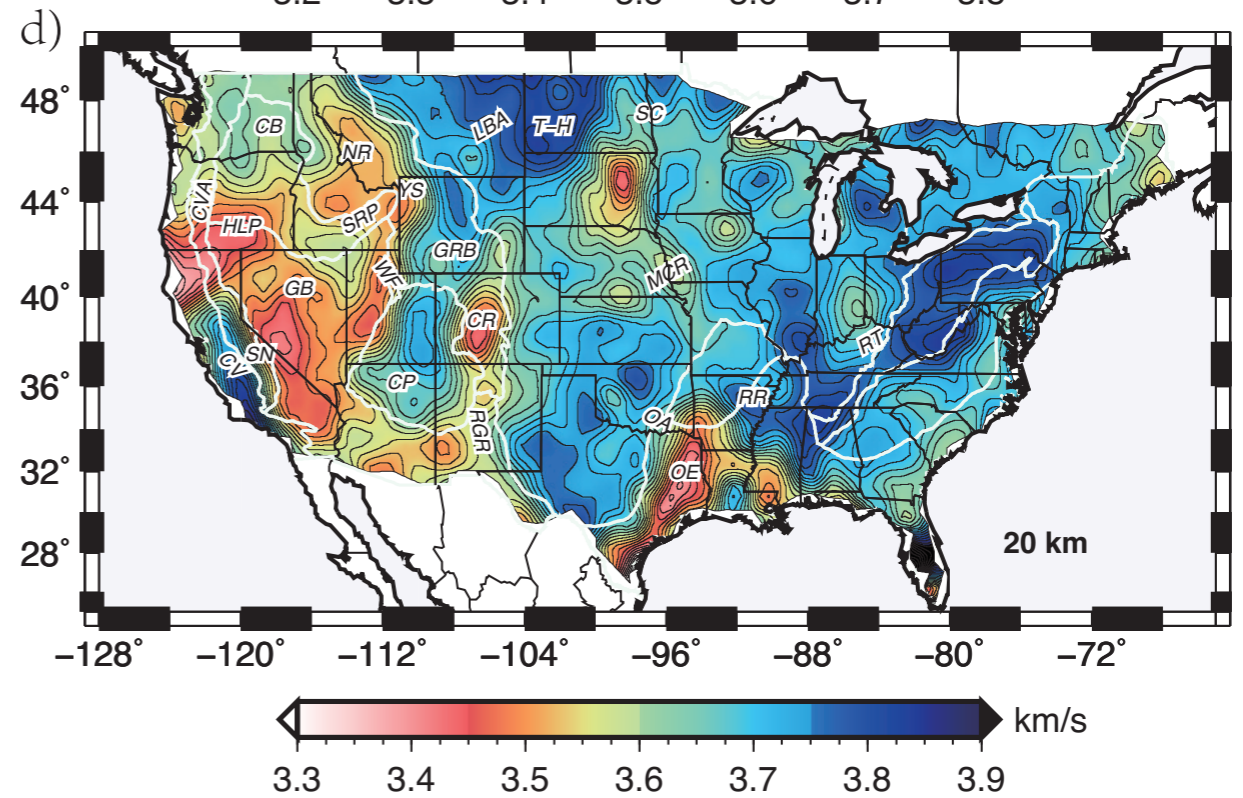 d)
48°
44°
40°
36°
32°
28°
CB
NR
LBA
T–H
SC
CVA
HLP
SRP
YS
GRB
GB
WF
MCR
CR
RT
SN
CV
CP
RR
OA
RGR
OE
20 km
−128° −120° −112° −104° −96° −88° −80° −72°
km/s
3.3 3.4 3.5 3.6 3.7 3.8 3.9